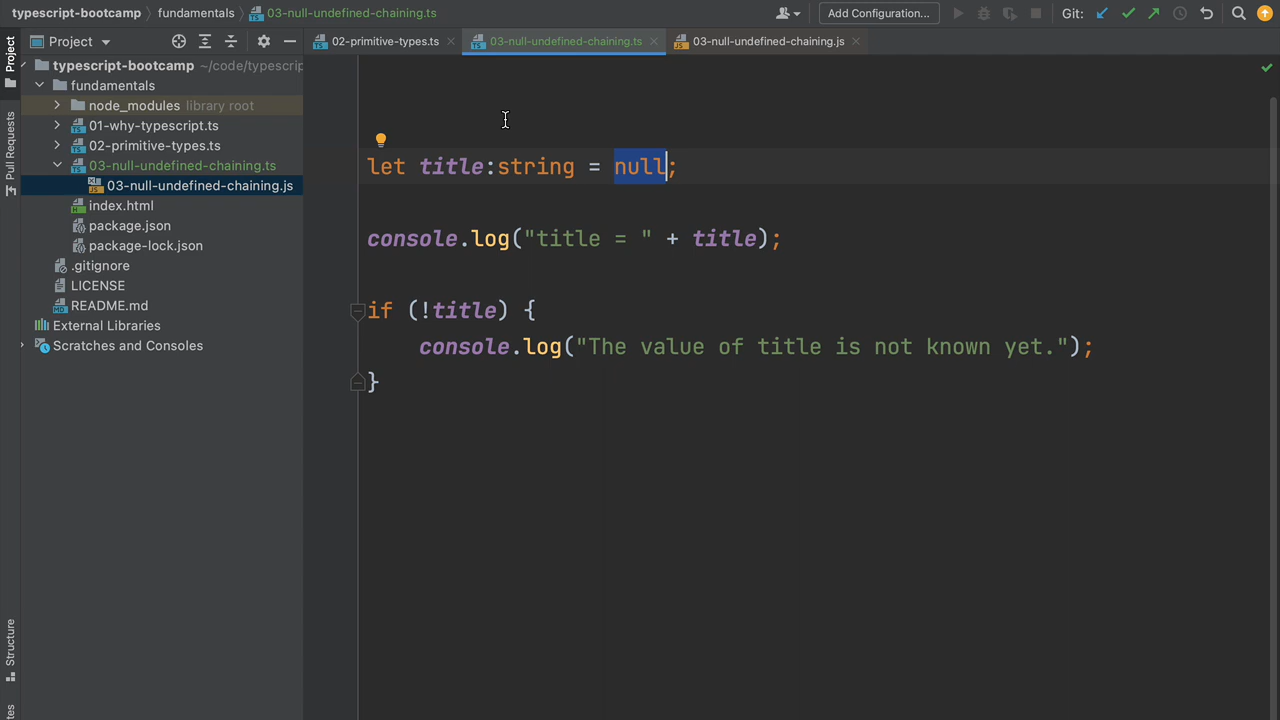 typescript-bootcamp fundamentals 03-null-undefined-chaining.ts Add Configuration... Git:
Project 02-primitive-types.ts 03-null-undefined-chaining.ts 03-null-undefined-chaining.js
Project
Pull Requests
Structure
typescript-bootcamp ~/code/typescrip
fundamentals
node_modules library root
01-why-typescript.ts
02-primitive-types.ts
03-null-undefined-chaining.ts
03-null-undefined-chaining.js
index.html
package.json
package-lock.json
.gitignore
LICENSE
README.md
External Libraries
Scratches and Consoles
let title:string = null;
console.log("title = " + title);
if (!title) {
console.log("The value of title is not known yet.");
}